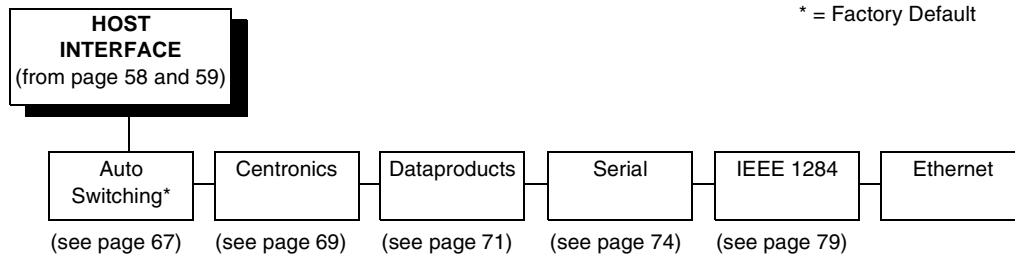 * = Factory Default
HOST
INTERFACE
(from page 58 and 59)
Auto
Switching*
Centronics
Dataproducts
Serial
IEEE 1284
Ethernet
(see page 67)
(see page 69)
(see page 71)
(see page 74)
(see page 79)